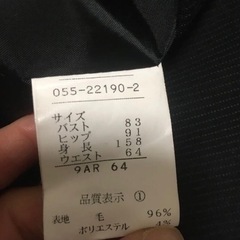 055-22190-2
サイズ
バスト 83
ヒップ 91
身長 158
ウエスト 64
9AR 64
品質表示 ①
表地 毛 96%
ポリエステル 4%